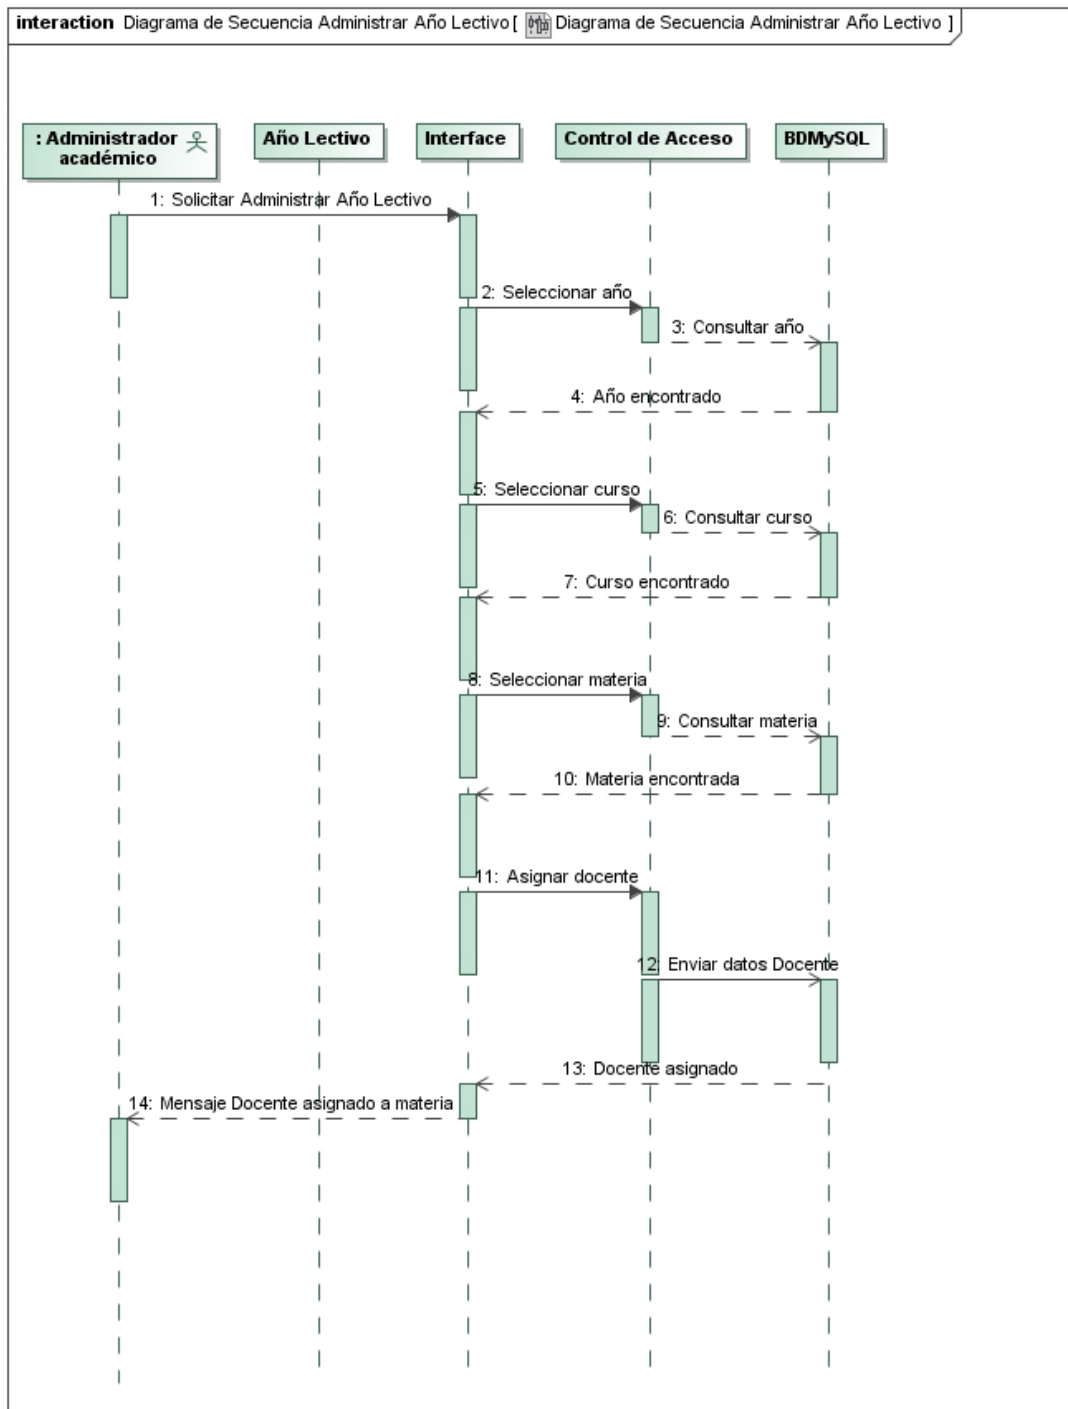 interaction Diagrama de Secuencia Administrar Año Lectivo [ Diagrama de Secuencia Administrar Año Lectivo ]
: Administrador
académico
Año Lectivo
Interface
Control de Acceso
BDMySQL
1: Solicitar Administrar Año Lectivo
2: Seleccionar año
3: Consultar año
4: Año encontrado
5: Seleccionar curso
6: Consultar curso
7: Curso encontrado
8: Seleccionar materia
9: Consultar materia
10: Materia encontrada
11: Asignar docente
12: Enviar datos Docente
13: Docente asignado
14: Mensaje Docente asignado a materia